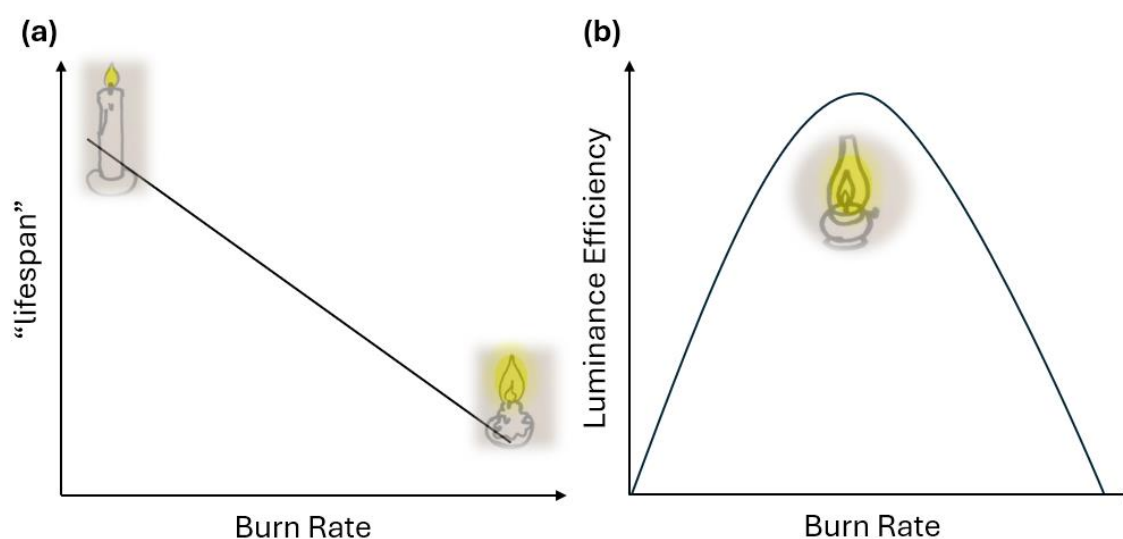 (a)
“lifespan”
Burn Rate
(b)
Luminance Efficiency
Burn Rate